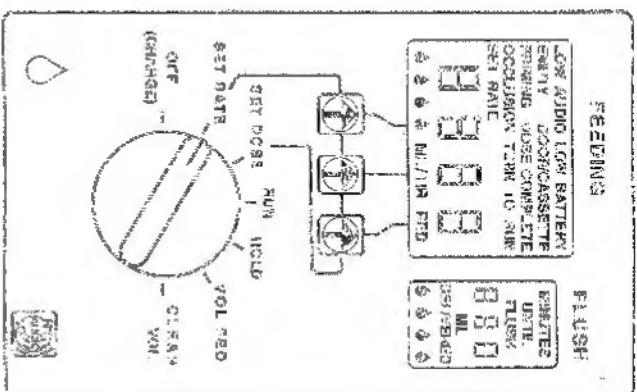 FEEDING
LOW AUDIO LOW BATTERY
EMPTY DOOR/CASSETTE
PRIMING DOSE COMPLETE
OCCLUSION TURN TO RUN
SET RATE
ML/HR FED
FLUSH
MINUTES
UNTIL
FLUSH
ML
OFF
(CHARGE)
SET RATE
SET DOSE
RUN
HOLD
VOL FED
CLEAR
VOL